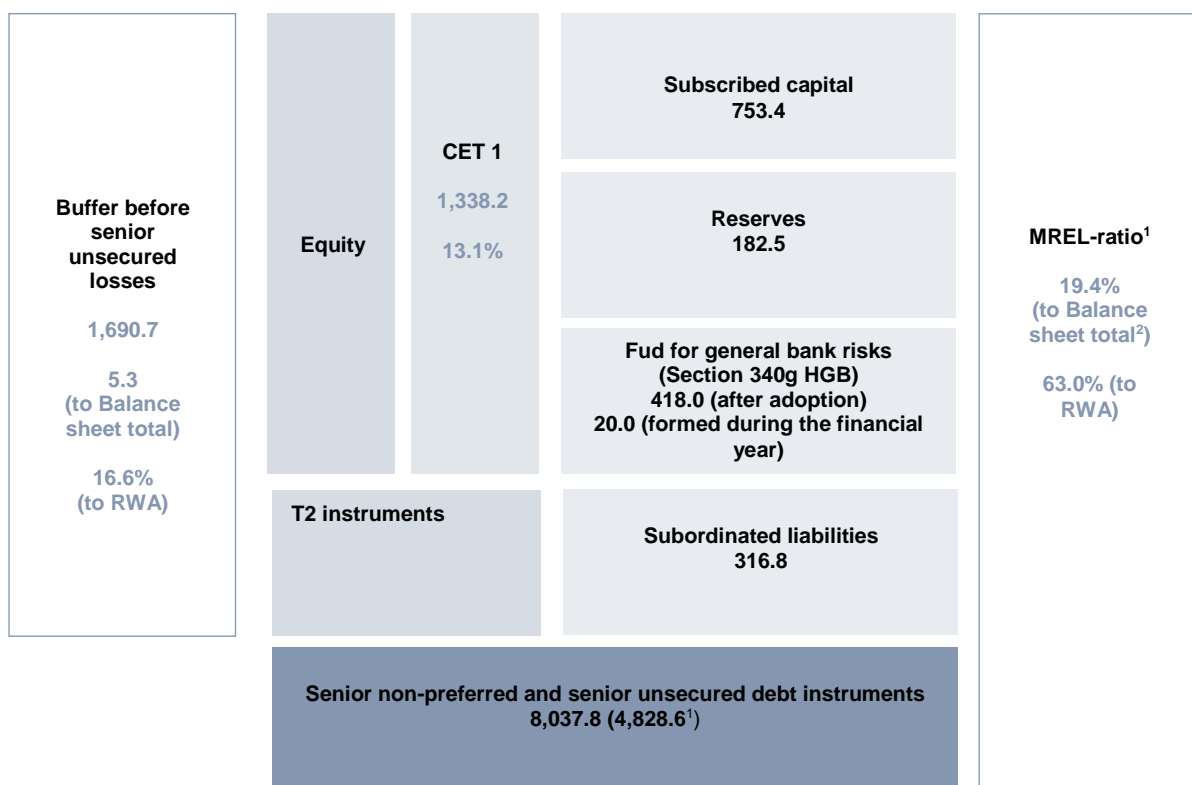 Buffer before
senior
unsecured
losses
1,690.7
5.3
(to Balance
sheet total)
16.6%
(to RWA)
Equity
CET 1
1,338.2
13.1%
Subscribed capital
753.4
Reserves
182.5
Fud for general bank risks
(Section 340g HGB)
418.0 (after adoption)
20.0 (formed during the financial
year)
T2 instruments
Subordinated liabilities
316.8
Senior non-preferred and senior unsecured debt instruments
8,037.8 (4,828.6¹)
MREL-ratio¹
19.4%
(to Balance
sheet total²)
63.0% (to
RWA)